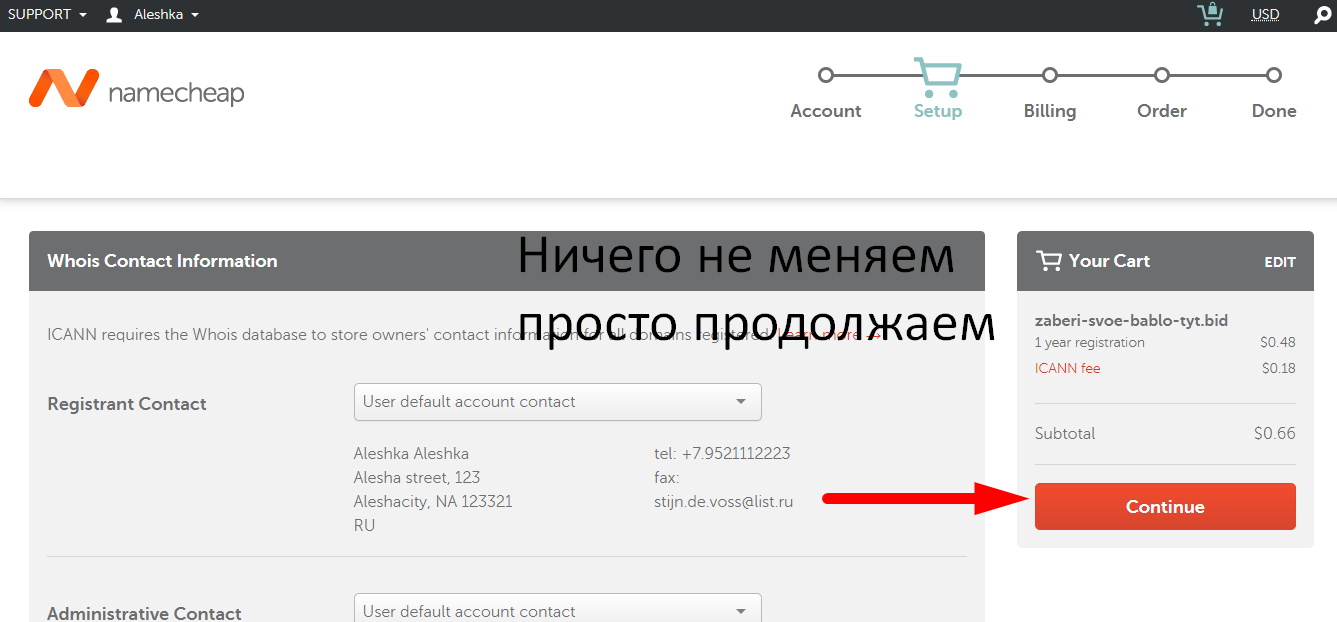 SUPPORT Aleshka USD
namecheap
Account Setup Billing Order Done
Whois Contact Information
Ничего не меняем
просто продолжаем
ICANN requires the Whois database to store owners' contact information for all domains registered. Learn more →
Registrant Contact
User default account contact
Aleshka Aleshka
Alesha street, 123
Aleshacity, NA 123321
RU
tel: +7.9521112223
fax:
stijn.de.voss@list.ru
Administrative Contact
User default account contact
Your Cart EDIT
zaberi-svoe-bablo-tyt.bid
1 year registration $0.48
ICANN fee $0.18
Subtotal $0.66
Continue